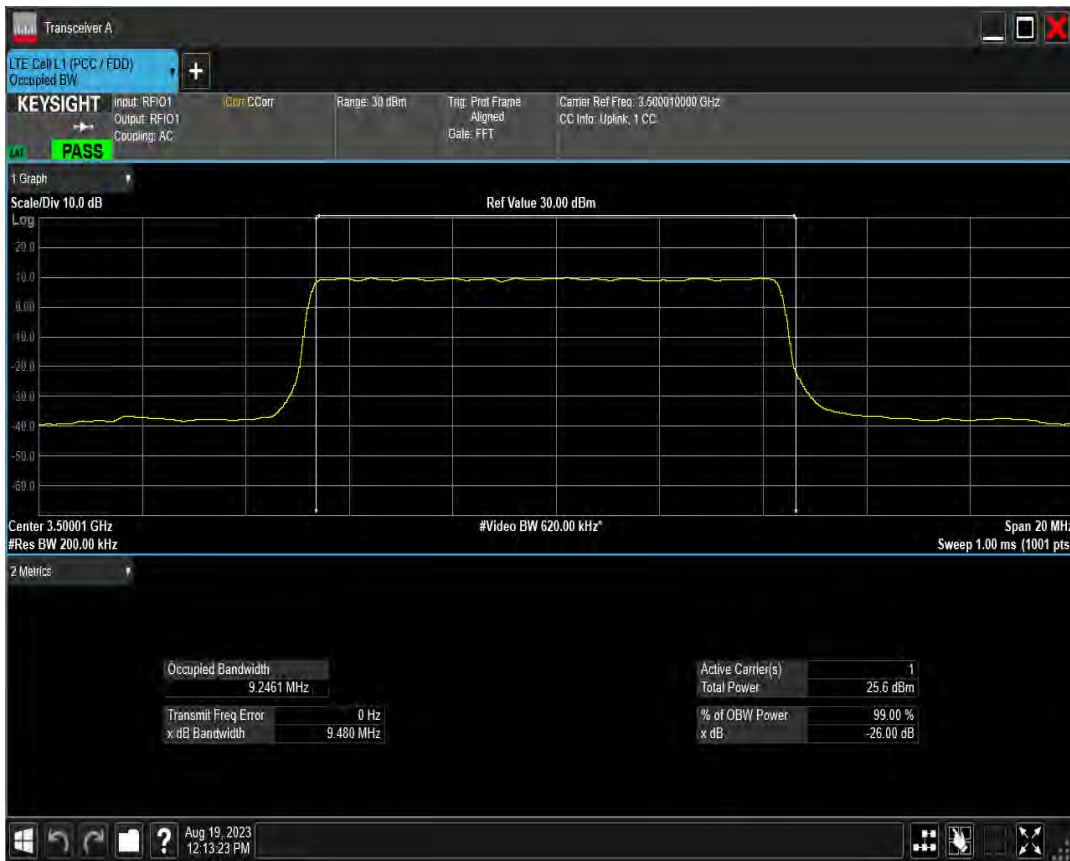 Transceiver A
LTE Cell L1 (PCC / FDD)
Occupied BW
KEYSIGHT
Input: RFIO1
Output: RFIO1
Coupling: AC
Corr CCorr
Range: 30 dBm
Trig: Prot Frame
Aligned
Gate: FFT
Carrier Ref Freq: 3.500010000 GHz
CC Info: Uplink, 1 CC
PASS
1 Graph
Scale/Div 10.0 dB
Ref Value 30.00 dBm
Log
20.0
10.0
0.00
-10.0
-20.0
-30.0
-40.0
-50.0
-60.0
Center 3.50001 GHz
#Video BW 620.00 kHz*
Span 20 MHz
#Res BW 200.00 kHz
Sweep 1.00 ms (1001 pts
2 Metrics
Occupied Bandwidth
9.2461 MHz
Transmit Freq Error 0 Hz
x dB Bandwidth 9.480 MHz
Active Carrier(s) 1
Total Power 25.6 dBm
% of OBW Power 99.00 %
x dB -26.00 dB
?
Aug 19, 2023
12:13:23 PM